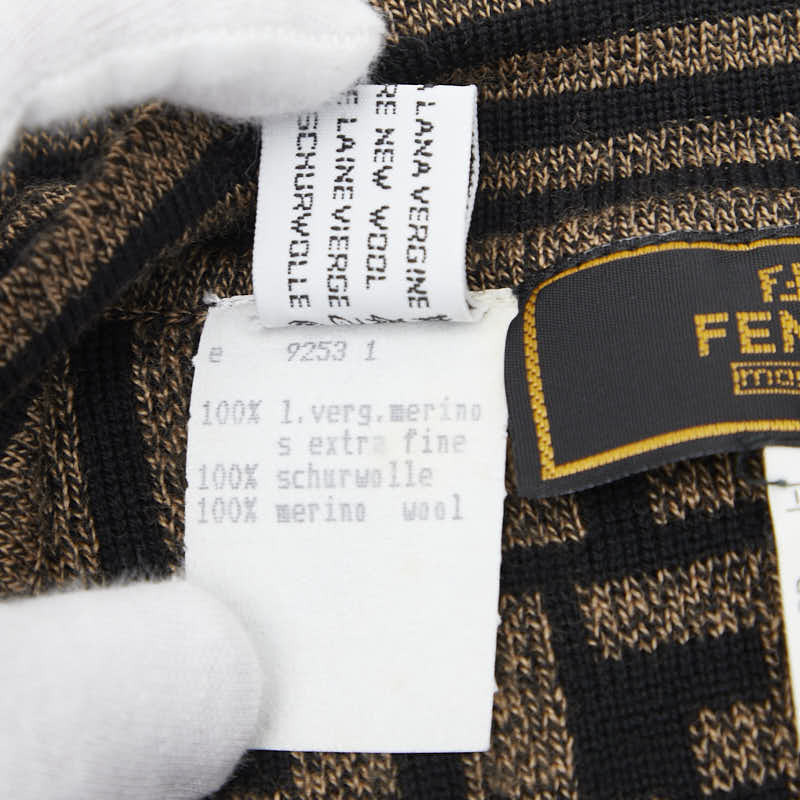 A LANA VERGINE
RE NEW WOOL
E LAINE VIERGE
SCHURWOLLE
e 9253 1
100% l.verg.merino
s extra fine
100% schurwolle
100% merino wool
FEN